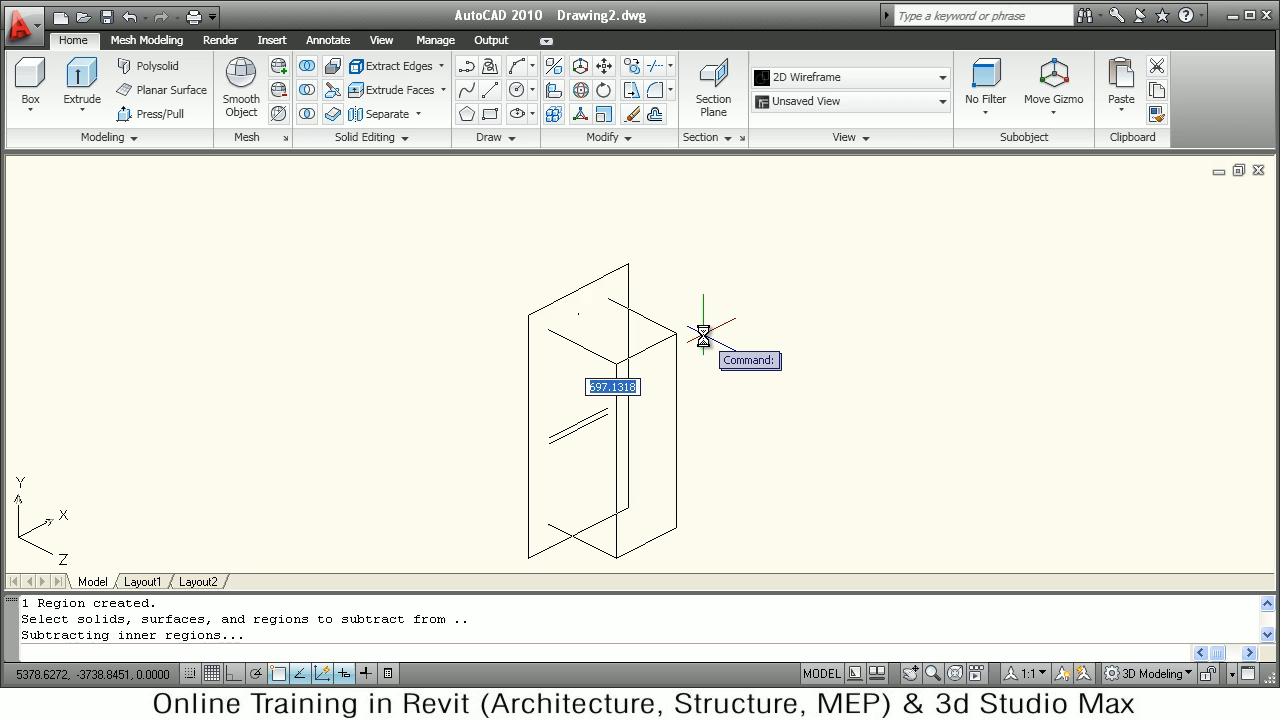 AutoCAD 2010 Drawing2.dwg
Type a keyword or phrase
Home Mesh Modeling Render Insert Annotate View Manage Output
Polysolid
Planar Surface
Press/Pull
Box
Extrude
Smooth
Object
Extract Edges
Extrude Faces
Separate
Section
Plane
2D Wireframe
Unsaved View
No Filter
Move Gizmo
Paste
Modeling Mesh Solid Editing Draw Modify Section View Subobject Clipboard
Command:
697.1318
Y
X
Z
Model Layout1 Layout2
1 Region created.
Select solids, surfaces, and regions to subtract from ..
Subtracting inner regions...
5378.6272, -3738.8451, 0.0000 MODEL 1:1 3D Modeling
Online Training in Revit (Architecture, Structure, MEP) & 3d Studio Max